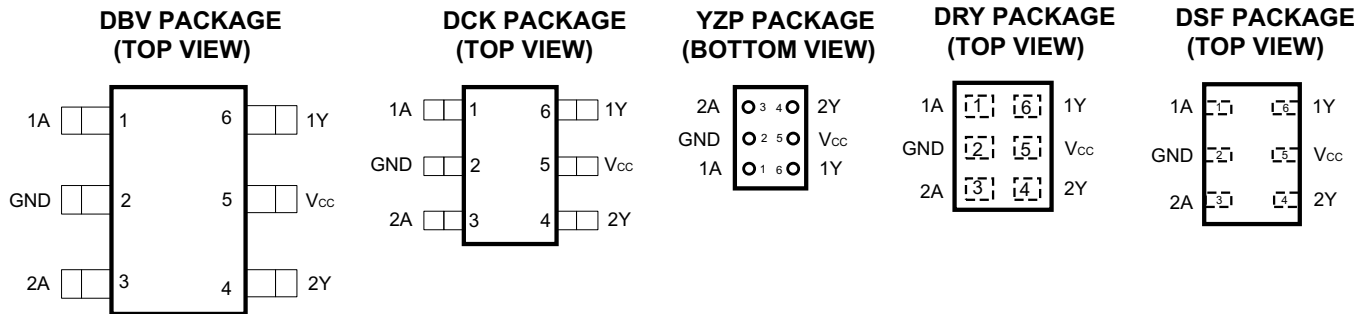 DBV PACKAGE
(TOP VIEW)
1A 1 6 1Y
GND 2 5 Vcc
2A 3 4 2Y
DCK PACKAGE
(TOP VIEW)
1A 1 6 1Y
GND 2 5 Vcc
2A 3 4 2Y
YZP PACKAGE
(BOTTOM VIEW)
2A 3 4 2Y
GND 2 5 Vcc
1A 1 6 1Y
DRY PACKAGE
(TOP VIEW)
1A 1 6 1Y
GND 2 5 Vcc
2A 3 4 2Y
DSF PACKAGE
(TOP VIEW)
1A 1 6 1Y
GND 2 5 Vcc
2A 3 4 2Y